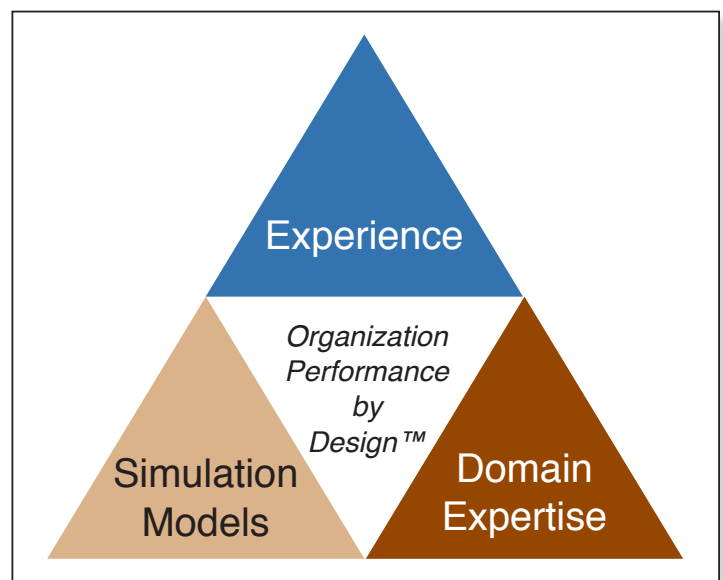 Experience
Organization
Performance
by
Design™
Simulation
Models
Domain
Expertise